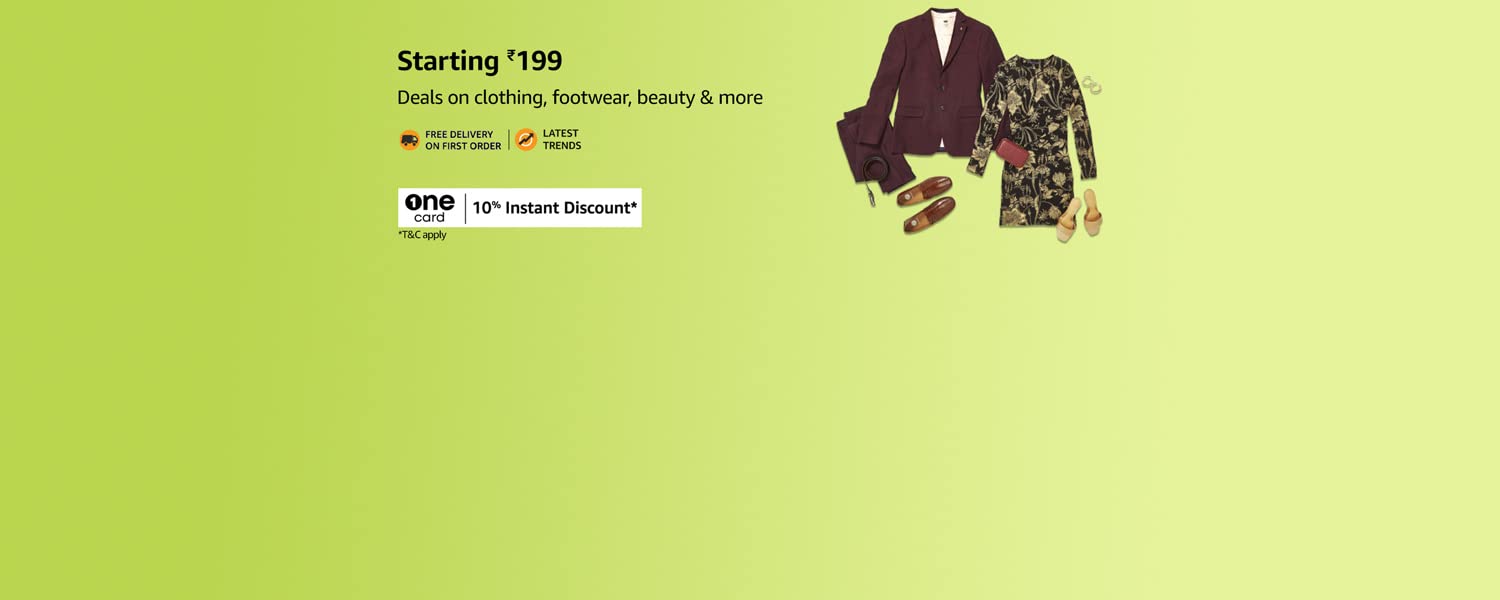 Starting ₹199
Deals on clothing, footwear, beauty & more
FREE DELIVERY
ON FIRST ORDER
LATEST
TRENDS
one
card
10% Instant Discount*
*T&C apply